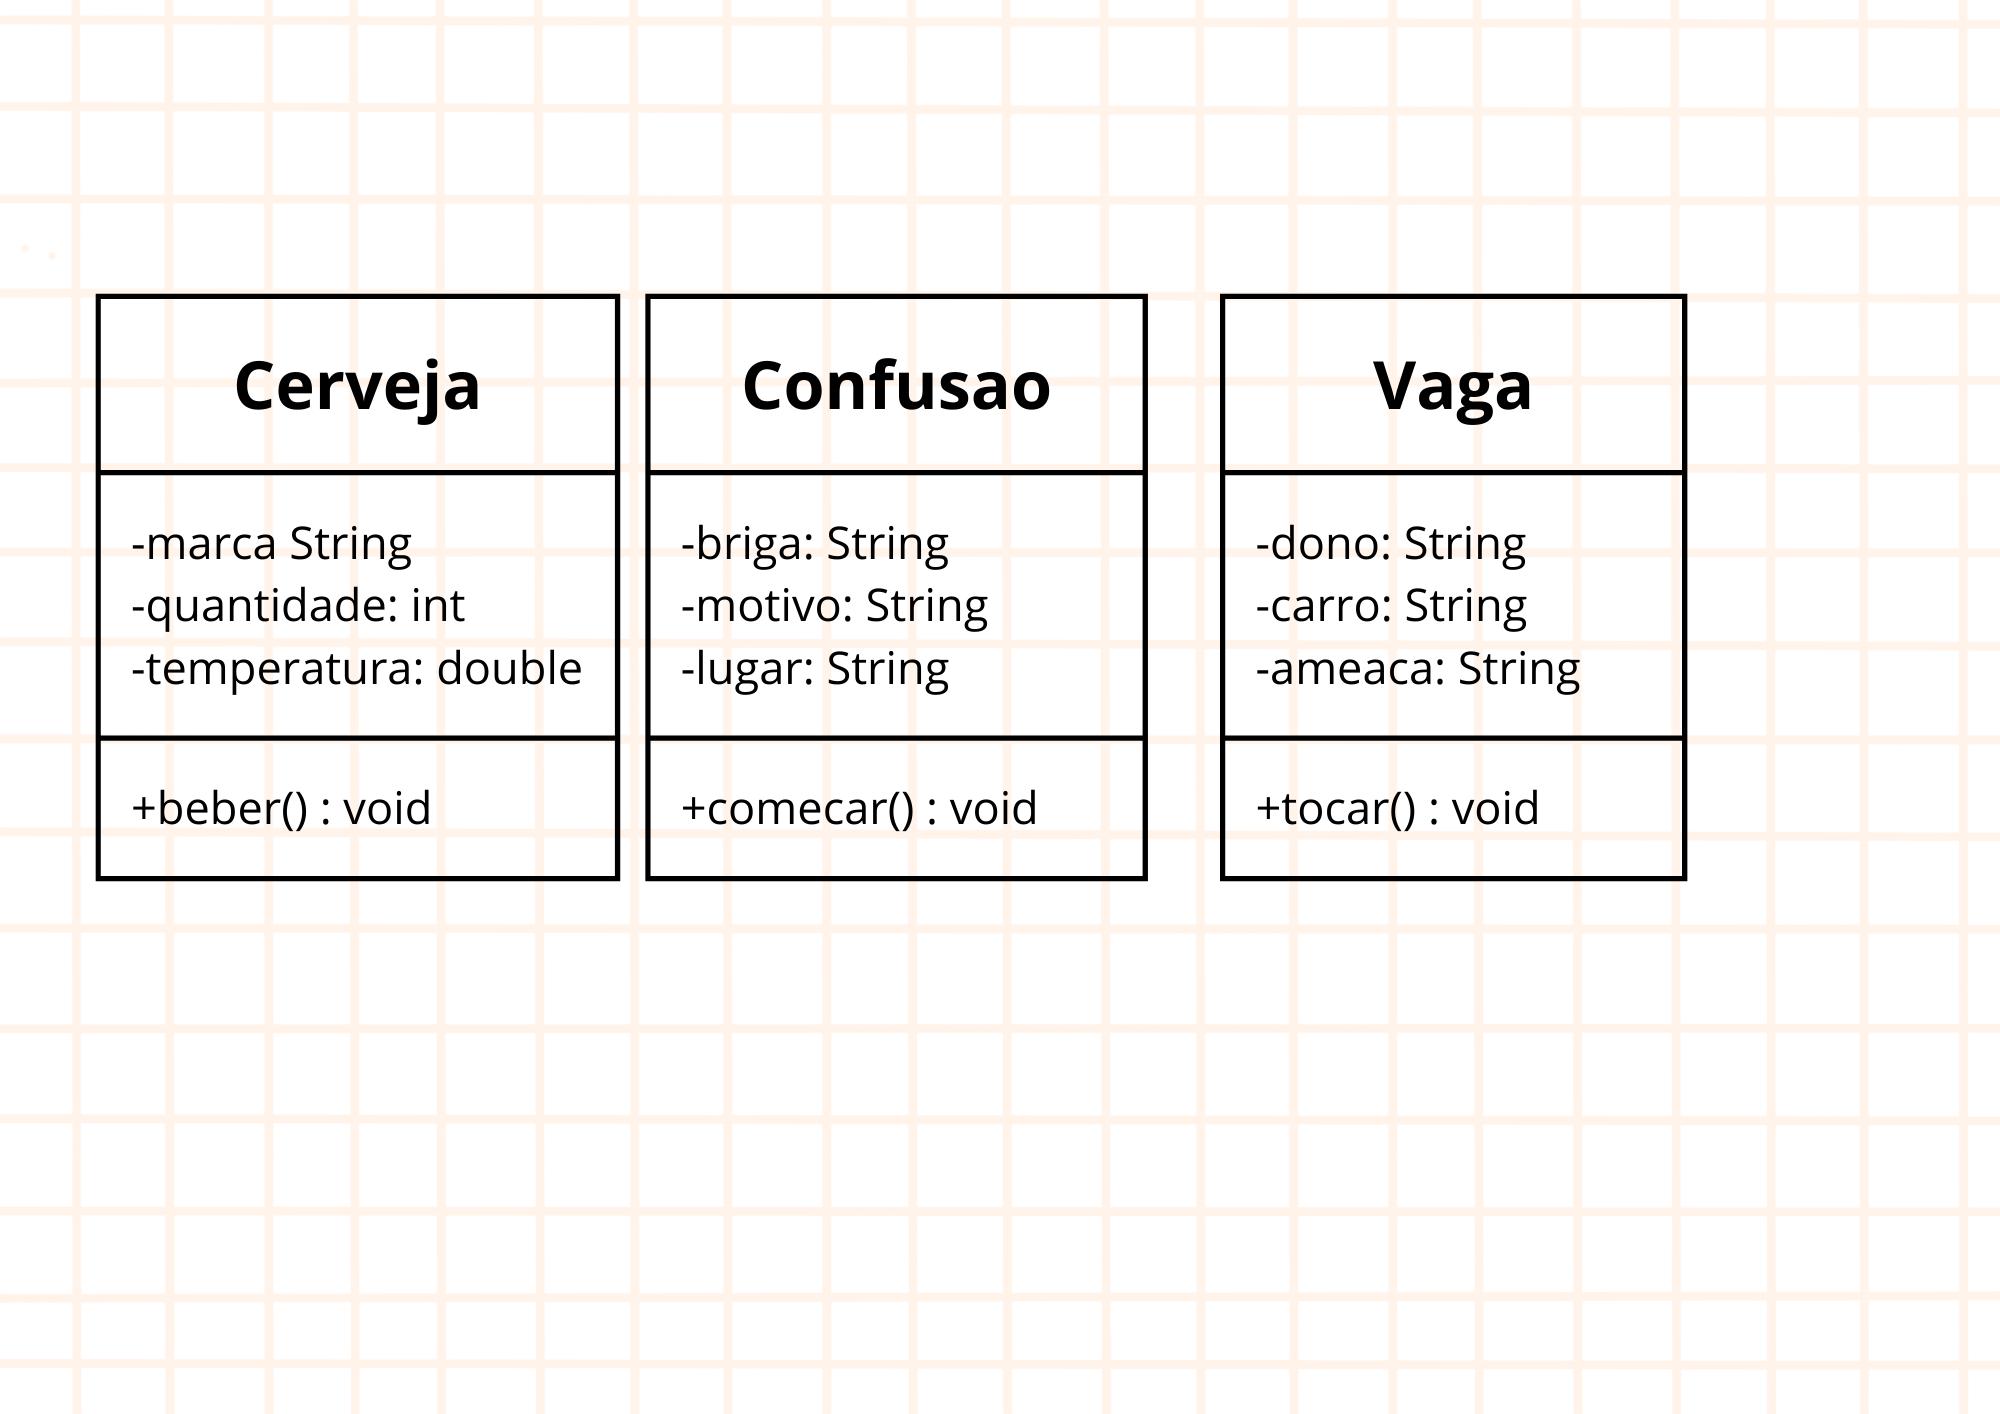 Cerveja
-marca String
-quantidade: int
-temperatura: double
+beber() : void
Confusao
-briga: String
-motivo: String
-lugar: String
+comecar() : void
Vaga
-dono: String
-carro: String
-ameaca: String
+tocar() : void